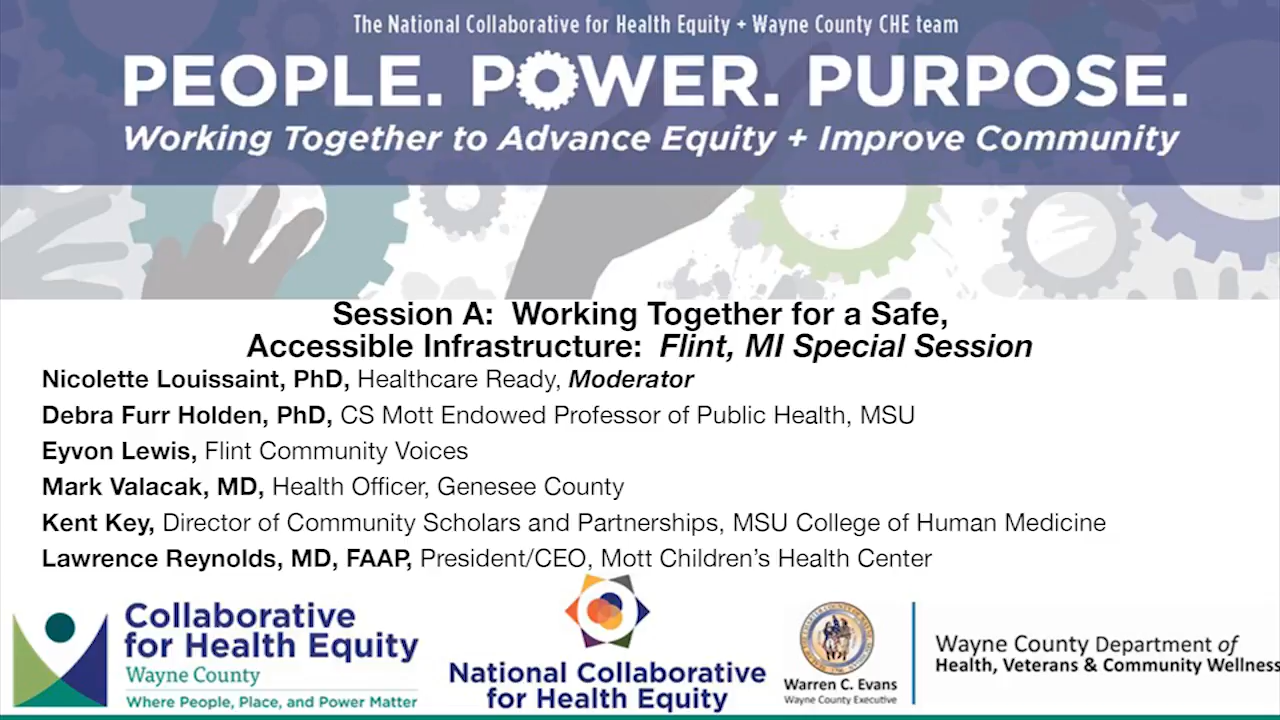 The National Collaborative for Health Equity + Wayne County CHE team
PEOPLE. POWER. PURPOSE.
Working Together to Advance Equity + Improve Community
Session A: Working Together for a Safe,
Accessible Infrastructure: Flint, MI Special Session
Nicolette Louissaint, PhD, Healthcare Ready, Moderator
Debra Furr Holden, PhD, CS Mott Endowed Professor of Public Health, MSU
Eyvon Lewis, Flint Community Voices
Mark Valacak, MD, Health Officer, Genesee County
Kent Key, Director of Community Scholars and Partnerships, MSU College of Human Medicine
Lawrence Reynolds, MD, FAAP, President/CEO, Mott Children's Health Center
Collaborative
for Health Equity
Wayne County
Where People, Place, and Power Matter
National Collaborative
for Health Equity
Warren C. Evans
Wayne County Executive
Wayne County Department of
Health, Veterans & Community Wellness